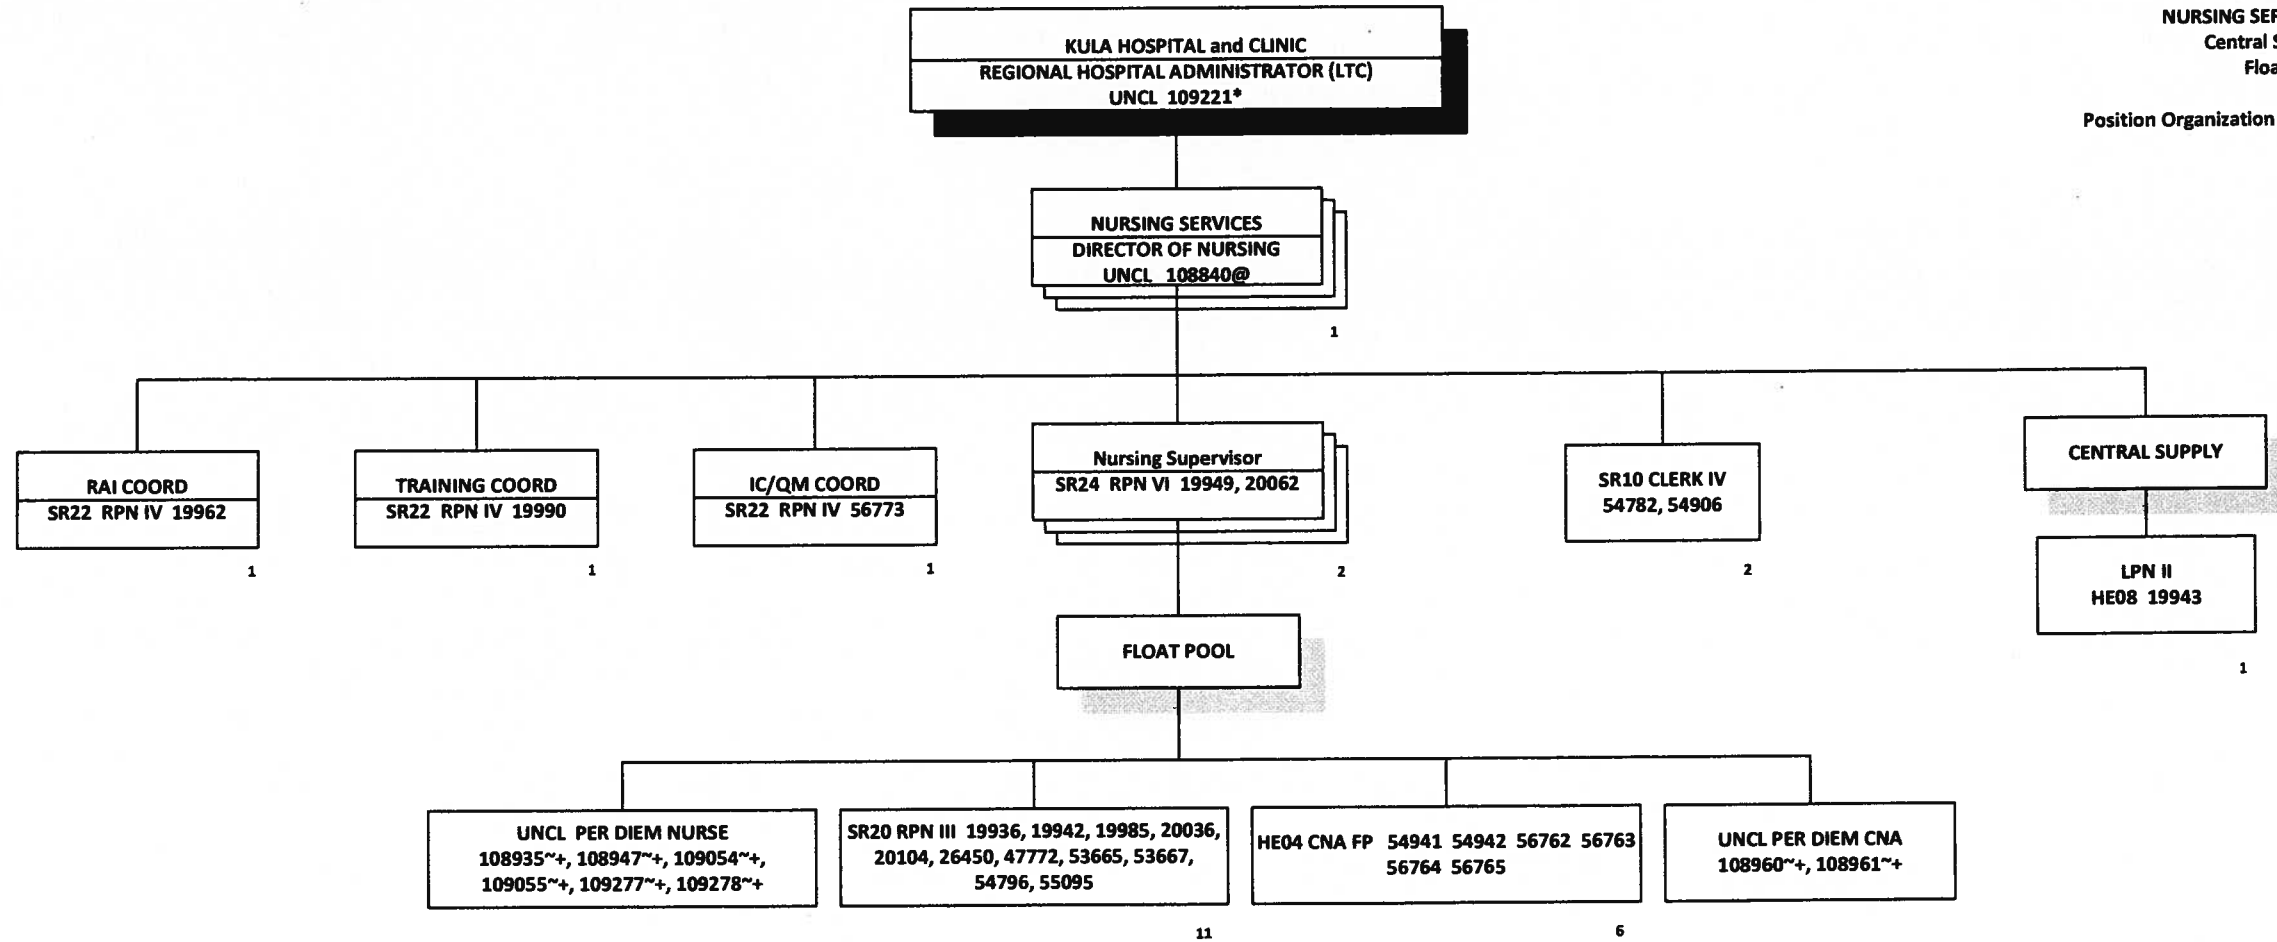 NURSING SER
Central S
Floa
Position Organization
KULA HOSPITAL and CLINIC
REGIONAL HOSPITAL ADMINISTRATOR (LTC)
UNCL 109221*
NURSING SERVICES
DIRECTOR OF NURSING
UNCL 108840@
1
RAI COORD
SR22 RPN IV 19962
1
TRAINING COORD
SR22 RPN IV 19990
1
IC/QM COORD
SR22 RPN IV 56773
1
Nursing Supervisor
SR24 RPN VI 19949, 20062
2
SR10 CLERK IV
54782, 54906
2
CENTRAL SUPPLY
LPN II
HE08 19943
1
FLOAT POOL
UNCL PER DIEM NURSE
108935~+, 108947~+, 109054~+,
109055~+, 109277~+, 109278~+
SR20 RPN III 19936, 19942, 19985, 20036,
20104, 26450, 47772, 53665, 53667,
54796, 55095
11
HE04 CNA FP 54941 54942 56762 56763
56764 56765
6
UNCL PER DIEM CNA
108960~+, 108961~+